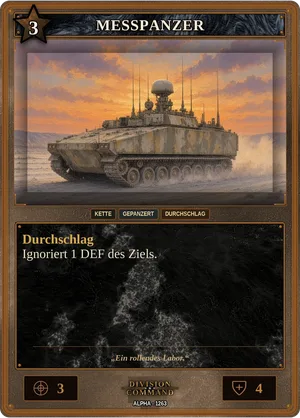 3
MESSPANZER
KETTE
GEPANZERT
DURCHSCHLAG
Durchschlag
Ignoriert 1 DEF des Ziels.
"Ein rollendes Labor."
3
DIVISION
COMMAND
ALPHA - 1263
4